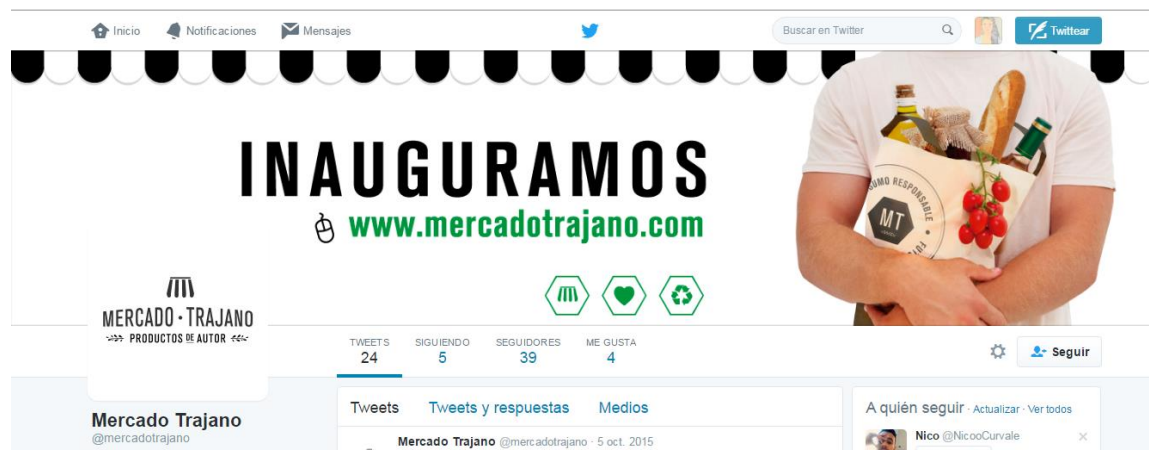 Inicio
Notificaciones
Mensajes
Buscar en Twitter
Twittear
INAUGURAMOS
www.mercadotrajano.com
RESPONSABLE
MT
MERCADO · TRAJANO
PRODUCTOS DE AUTOR
TWEETS
24
SIGUIENDO
5
SEGUIDORES
39
ME GUSTA
4
Seguir
Mercado Trajano
@mercadotrajano
Tweets
Tweets y respuestas
Medios
Mercado Trajano @mercadotrajano · 5 oct. 2015
A quién seguir · Actualizar · Ver todos
Nico @NicooCurvale